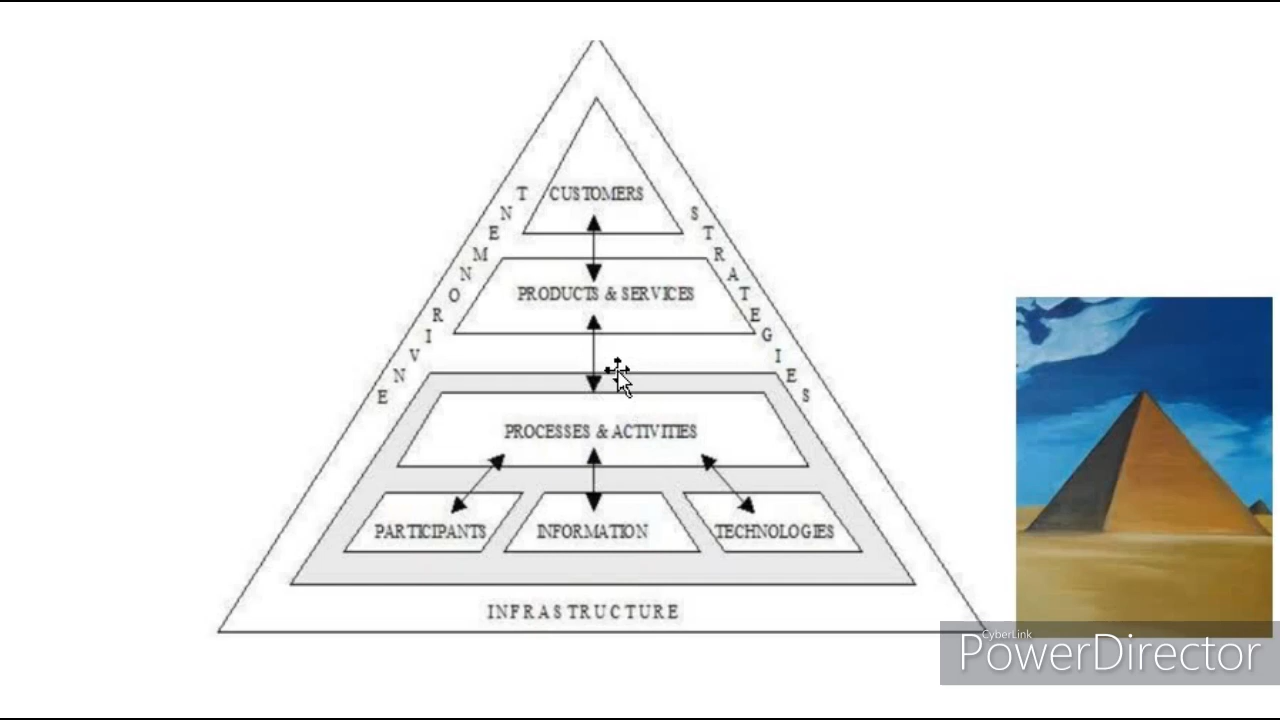 CUSTOMERS
PRODUCTS & SERVICES
PROCESSES & ACTIVITIES
PARTICIPANTS INFORMATION TECHNOLOGIES
INFRASTRUCTURE
ENVIRONMENT
STRATEGIES
CyberLink
PowerDirector